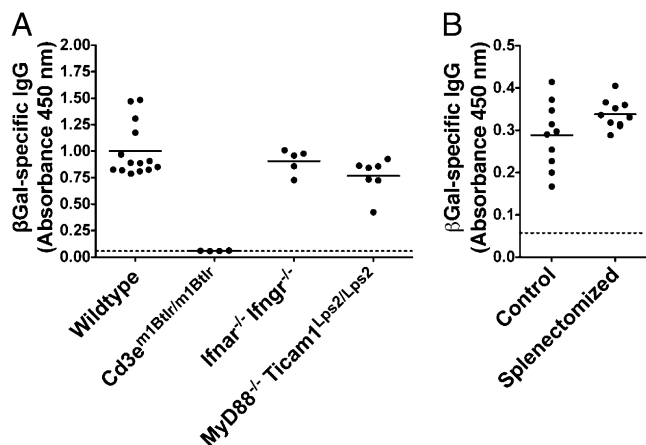 A
βGal-specific IgG
(Absorbance 450 nm)
2.00
1.75
1.50
1.25
1.00
0.75
0.50
0.25
0.00
Wildtype
Cd3e^m1Btlr/m1Btlr
Ifnar^-/- Ifngr^-/-
MyD88^-/- Ticam1^Lps2/Lps2
B
βGal-specific IgG
(Absorbance 450 nm)
0.5
0.4
0.3
0.2
0.1
0.0
Control
Splenectomized